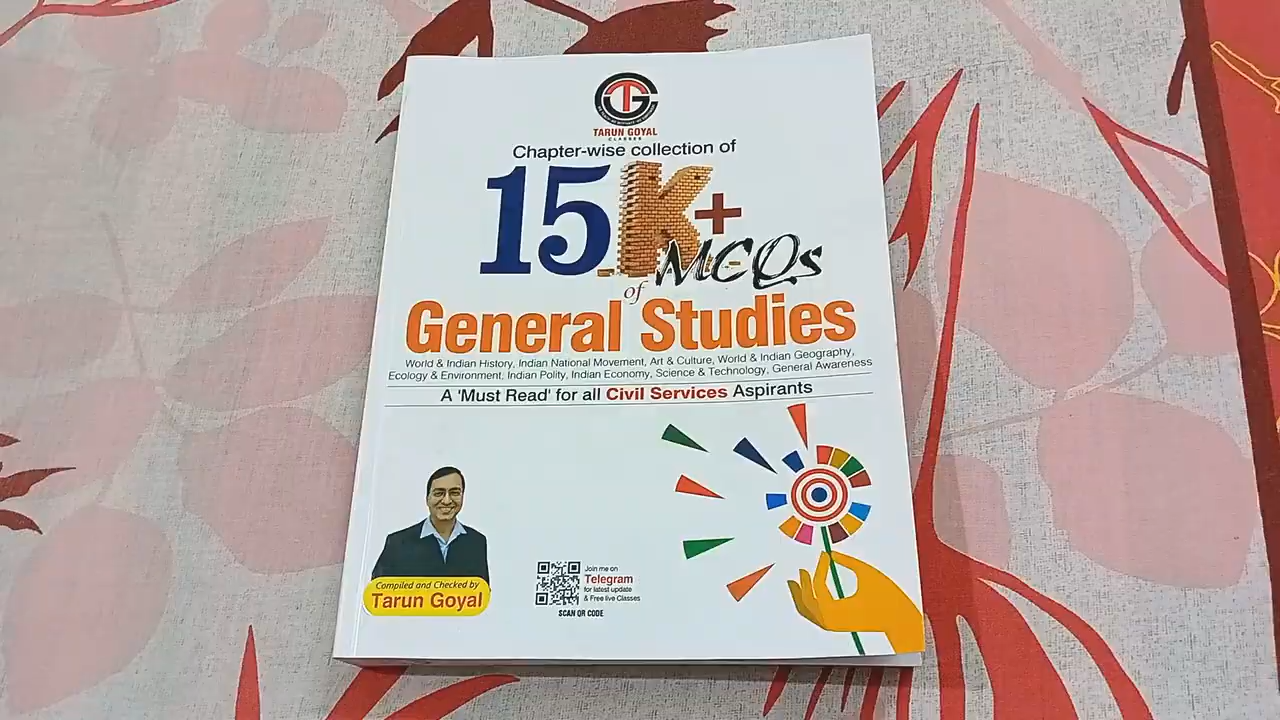 TG
TARUN GOYAL
CLASSES
Chapter-wise collection of
15K+
MCQs
of
General Studies
World & Indian History, Indian National Movement, Art & Culture, World & Indian Geography,
Ecology & Environment, Indian Polity, Indian Economy, Science & Technology, General Awareness
A 'Must Read' for all Civil Services Aspirants
Compiled and Checked by
Tarun Goyal
Join me on
Telegram
for latest update
& Free live Classes
SCAN QR CODE